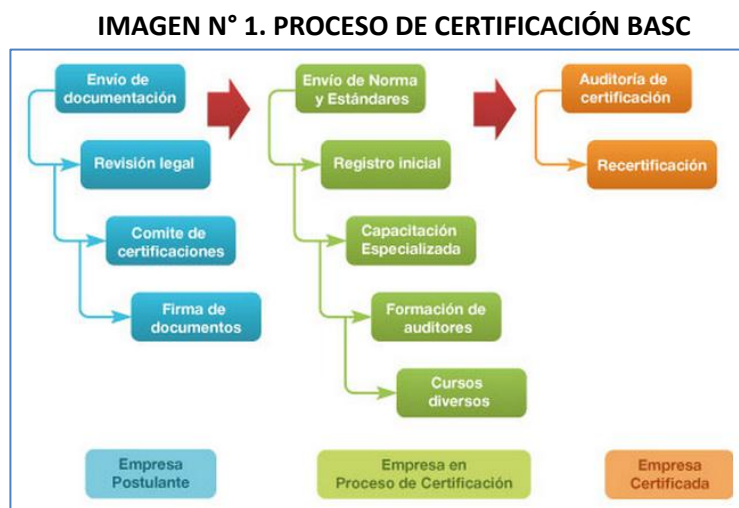 IMAGEN N° 1. PROCESO DE CERTIFICACIÓN BASC
Envío de
documentación
Revisión legal
Comite de
certificaciones
Firma de
documentos
Empresa
Postulante
Envío de Norma
y Estándares
Registro inicial
Capacitación
Especializada
Formación de
auditores
Cursos
diversos
Empresa en
Proceso de Certificación
Auditoría de
certificación
Recertificación
Empresa
Certificada